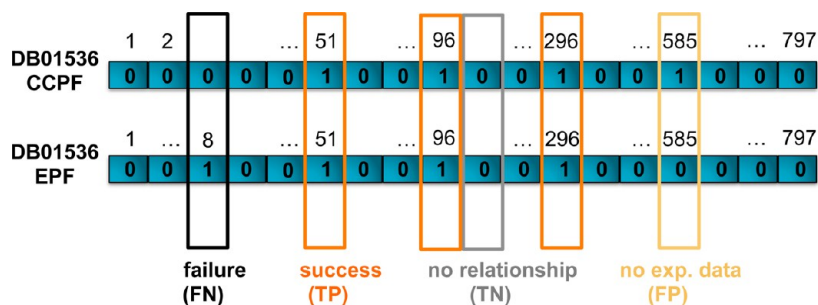 1 2 ... 51 ... 96 ... 296 ... 585 ... 797
DB01536
CCPF
0 0 0 0 0 1 0 0 1 0 0 1 0 0 1 0 0 0
1 ... 8 ... 51 ... 96 ... 296 ... 585 ... 797
DB01536
EPF
0 0 1 0 0 1 0 0 1 0 0 1 0 0 0 0 0 0
failure success no relationship no exp. data
(FN) (TP) (TN) (FP)